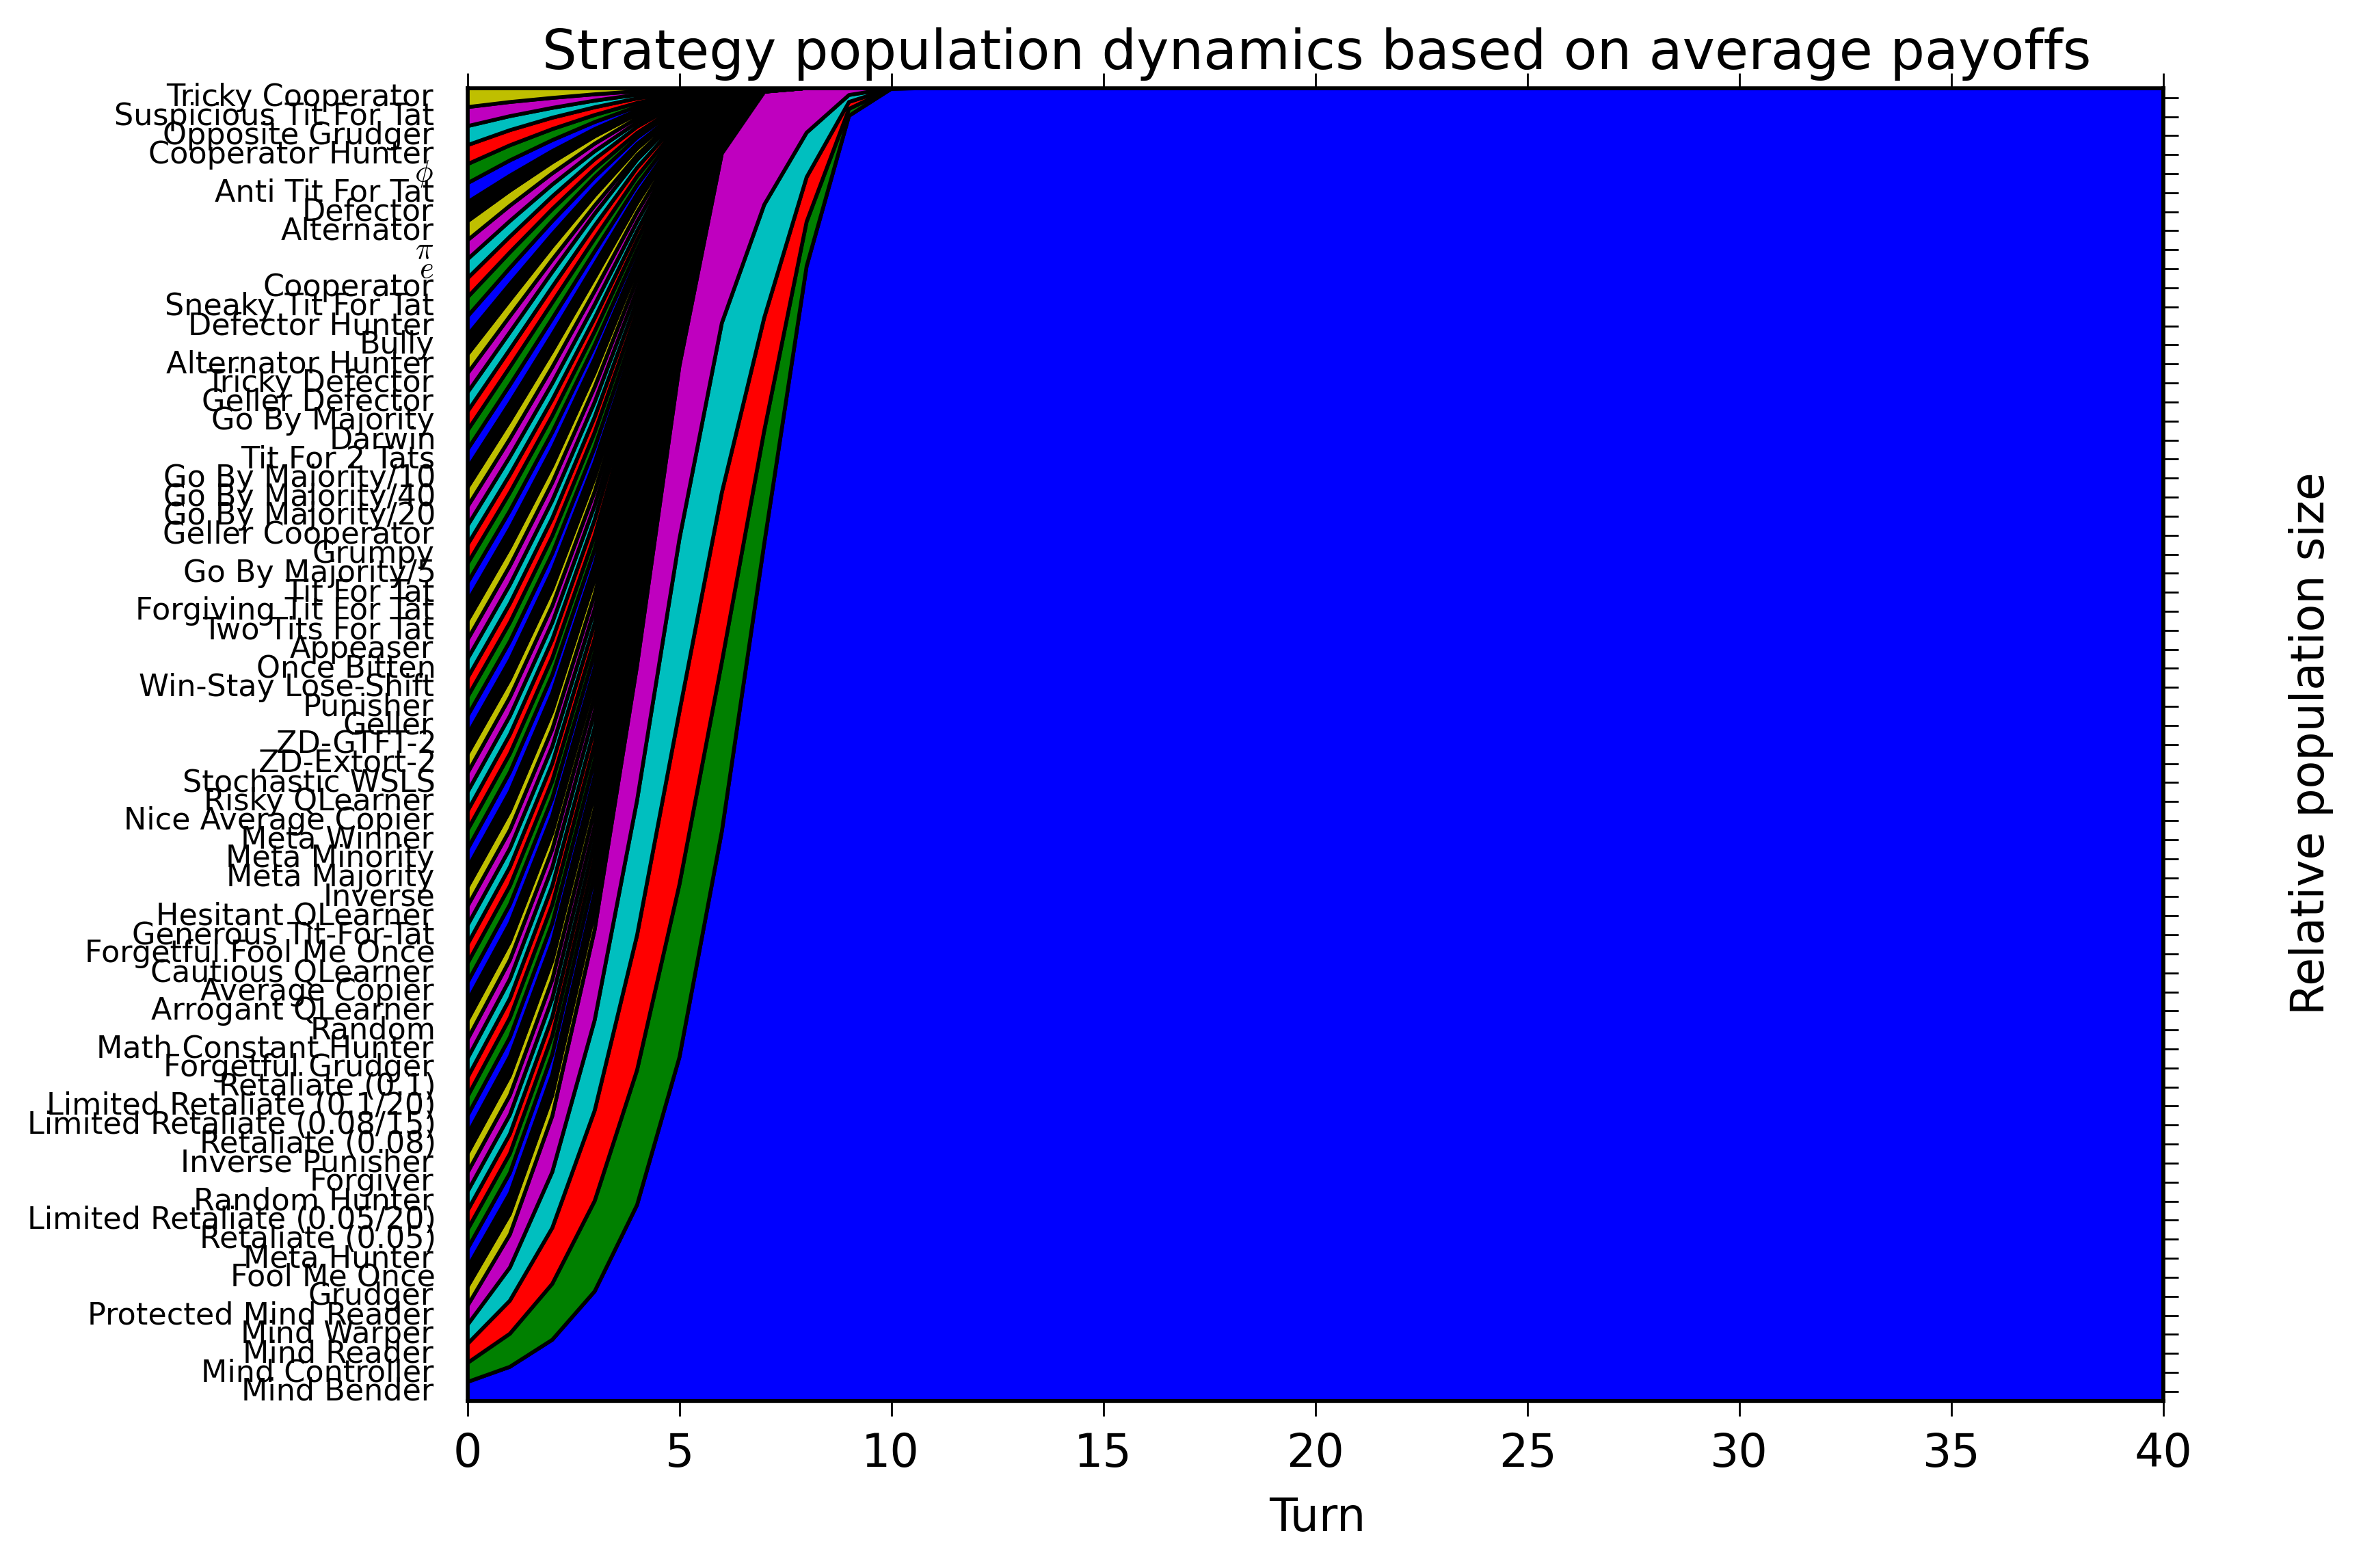 Strategy population dynamics based on average payoffs
Tricky Cooperator
Suspicious Tit For Tat
Opposite Grudger
Cooperator Hunter
ϕ
Anti Tit For Tat
Defector
Alternator
π
e
Cooperator
Sneaky Tit For Tat
Defector Hunter
Bully
Alternator Hunter
Tricky Defector
Geller Defector
Go By Majority
Darwin
Tit For 2 Tats
Go By Majority/10
Go By Majority/40
Go By Majority/20
Geller Cooperator
Grumpy
Go By Majority/5
Tit For Tat
Forgiving Tit For Tat
Two Tits For Tat
Appeaser
Once Bitten
Win-Stay Lose-Shift
Punisher
Geller
ZD-GTFT-2
ZD-Extort-2
Stochastic WSLS
Risky QLearner
Nice Average Copier
Meta Winner
Meta Minority
Meta Majority
Inverse
Hesitant QLearner
Generous Tit-For-Tat
Forgetful Fool Me Once
Cautious QLearner
Average Copier
Arrogant QLearner
Random
Math Constant Hunter
Forgetful Grudger
Retaliate (0.1)
Limited Retaliate (0.1/20)
Limited Retaliate (0.08/15)
Retaliate (0.08)
Inverse Punisher
Forgiver
Random Hunter
Limited Retaliate (0.05/20)
Retaliate (0.05)
Meta Hunter
Fool Me Once
Grudger
Protected Mind Reader
Mind Warper
Mind Reader
Mind Controller
Mind Bender
0 5 10 15 20 25 30 35 40
Turn
Relative population size